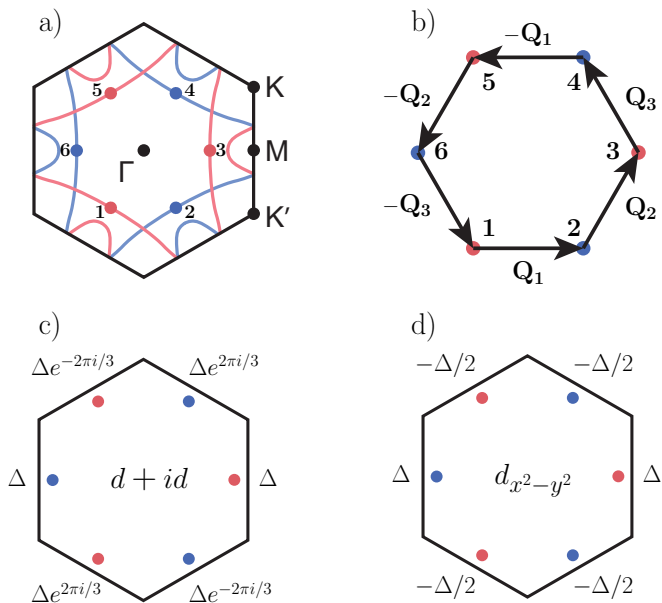 a)
5
4
K
6
Γ
3
M
1
2
K′
b)
−Q₁
5
4
−Q₂
Q₃
6
3
−Q₃
Q₂
1
2
Q₁
c)
Δe^{−2πi/3}
Δe^{2πi/3}
Δ
d + id
Δ
Δe^{2πi/3}
Δe^{−2πi/3}
d)
−Δ/2
−Δ/2
Δ
d_{x²−y²}
Δ
−Δ/2
−Δ/2